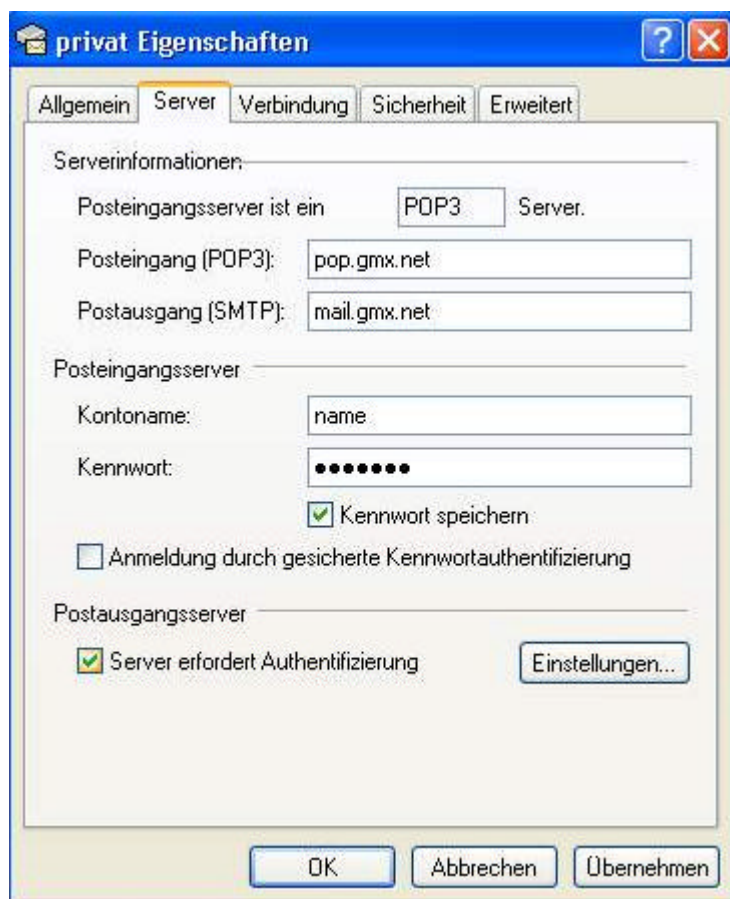 privat Eigenschaften
Allgemein Server Verbindung Sicherheit Erweitert
Serverinformationen
Posteingangsserver ist ein POP3 Server.
Posteingang (POP3): pop.gmx.net
Postausgang (SMTP): mail.gmx.net
Posteingangsserver
Kontoname: name
Kennwort: •••••••
Kennwort speichern
Anmeldung durch gesicherte Kennwortauthentifizierung
Postausgangsserver
Server erfordert Authentifizierung Einstellungen...
OK Abbrechen Übernehmen